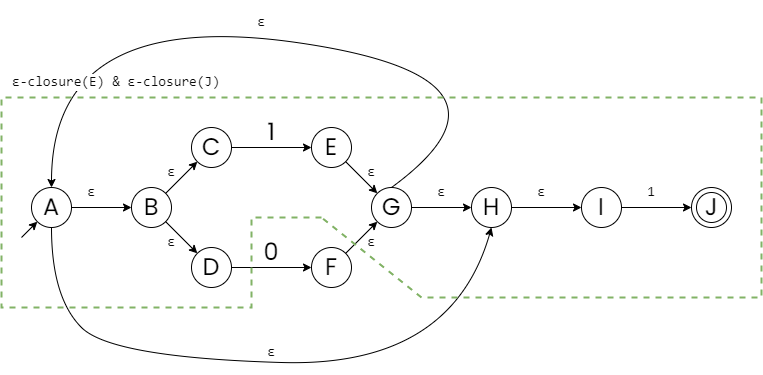 ε
ε-closure(E) & ε-closure(J)
C 1 E
ε ε
A ε B G ε H ε I 1 J
ε ε
D 0 F
ε